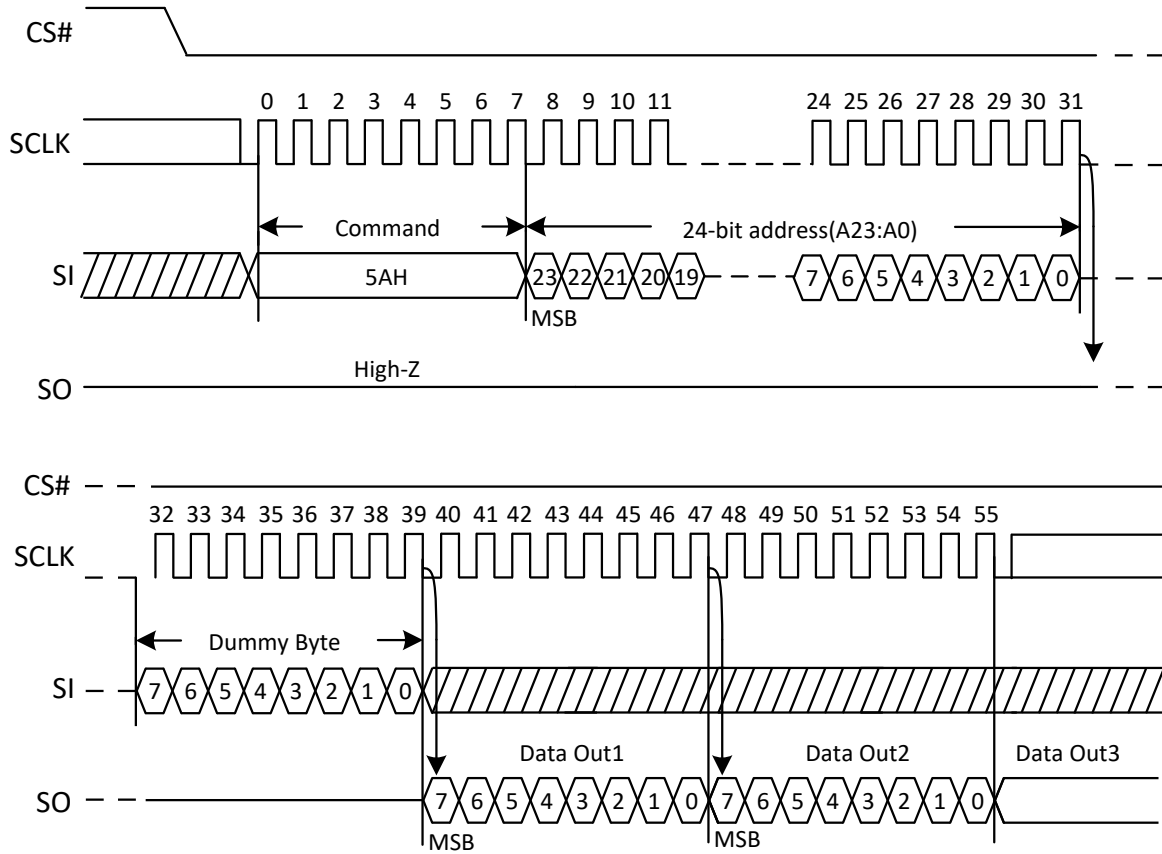 CS#
0 1 2 3 4 5 6 7 8 9 10 11 24 25 26 27 28 29 30 31
SCLK
Command 24-bit address(A23:A0)
SI 5AH 23 22 21 20 19 7 6 5 4 3 2 1 0
MSB
High-Z
SO
CS#
32 33 34 35 36 37 38 39 40 41 42 43 44 45 46 47 48 49 50 51 52 53 54 55
SCLK
Dummy Byte
SI 7 6 5 4 3 2 1 0
Data Out1 Data Out2 Data Out3
SO 7 6 5 4 3 2 1 0 7 6 5 4 3 2 1 0
MSB MSB